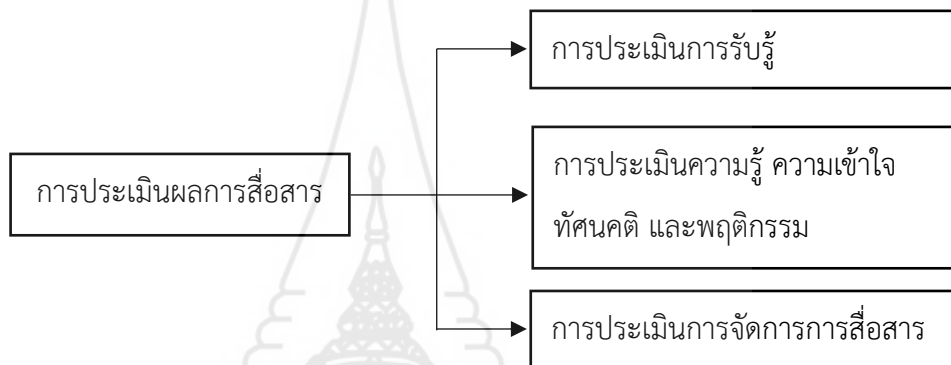 การประเมินการรับรู้
การประเมินผลการสื่อสาร
การประเมินความรู้ ความเข้าใจ
ทัศนคติ และพฤติกรรม
การประเมินการจัดการการสื่อสาร